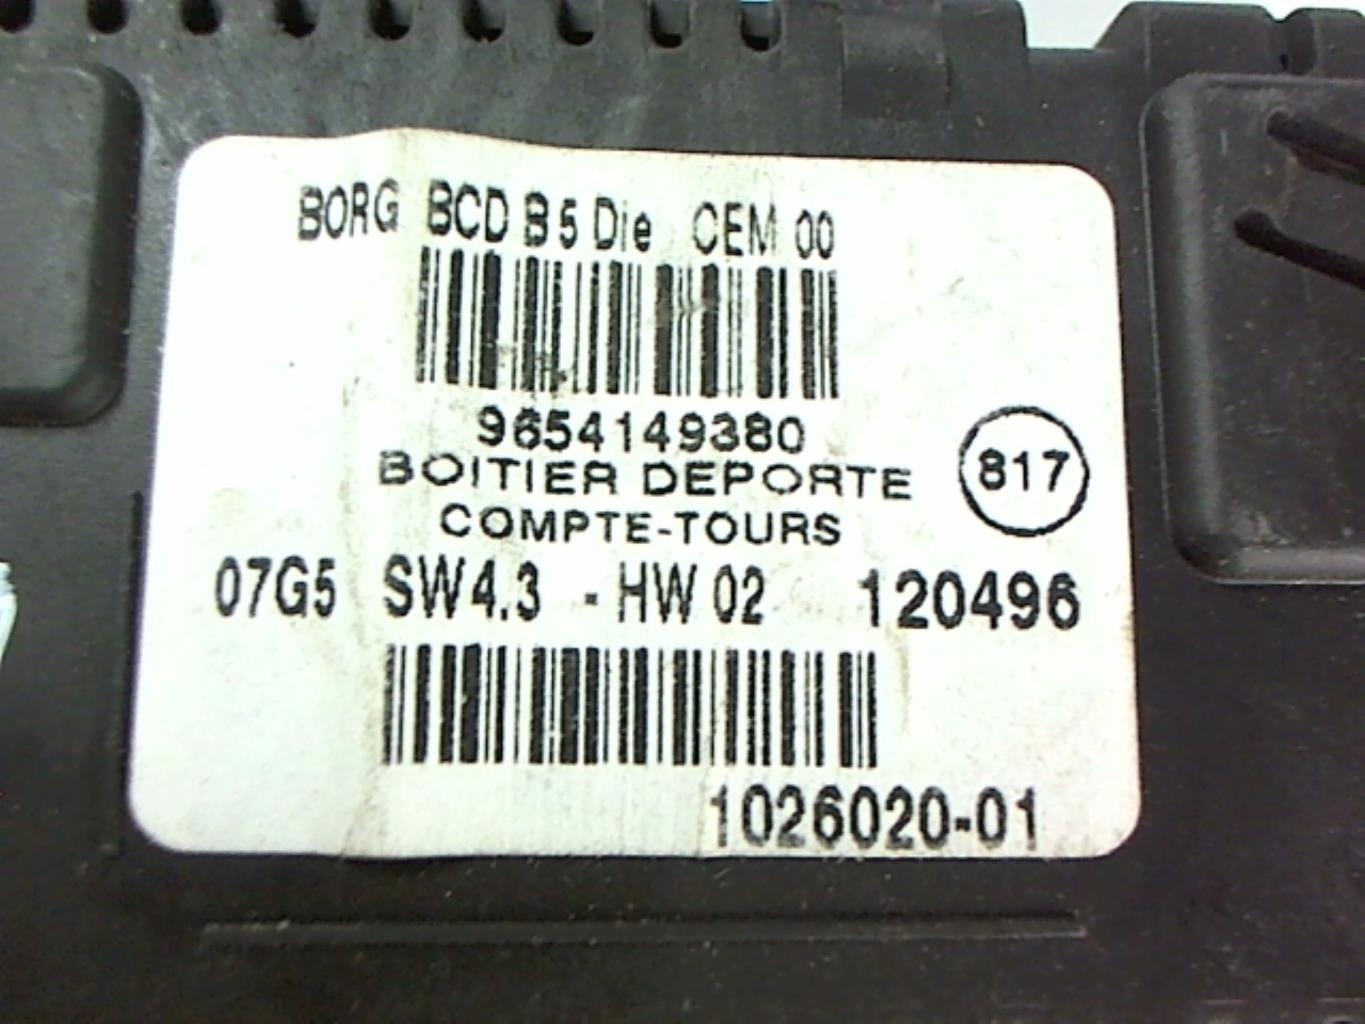 BORG BCD B5 Die CEM 00
9654149380
BOITIER DEPORTE
COMPTE-TOURS
817
07G5 SW4.3 - HW 02 120496
1026020-01